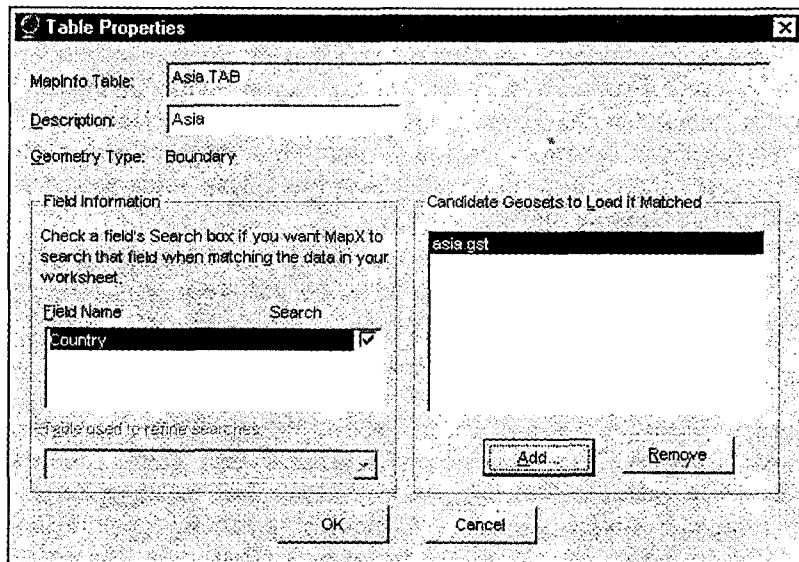 Table Properties
MapInfo Table: Asia.TAB
Description: Asia
Geometry Type: Boundary
Field Information
Check a field's Search box if you want MapX to
search that field when matching the data in your
worksheet.
Field Name Search
Country
Table used to refine searches
Candidate Geosets to Load if Matched
asia.gst
Add... Remove
OK Cancel